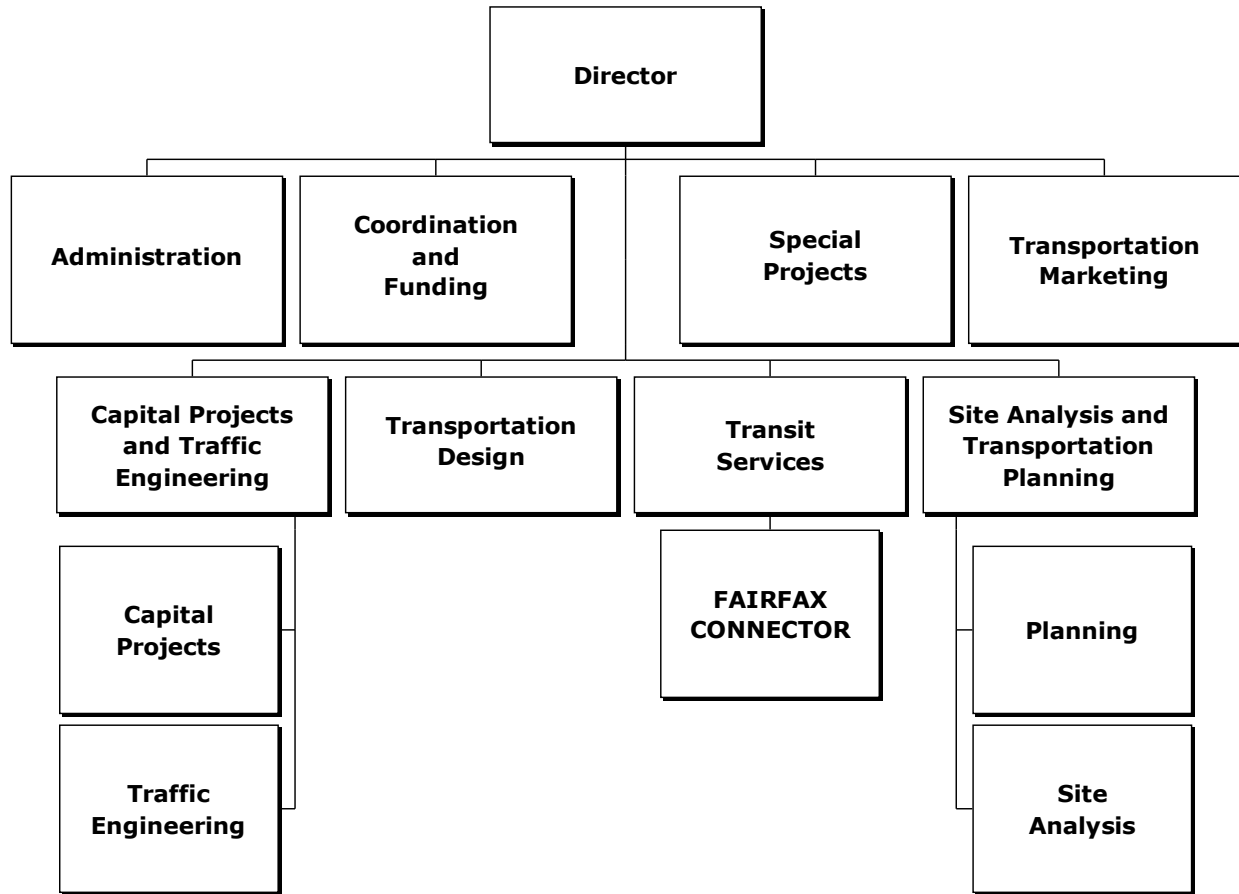 Director
Administration
Coordination
and
Funding
Special
Projects
Transportation
Marketing
Capital Projects
and Traffic
Engineering
Transportation
Design
Transit
Services
Site Analysis and
Transportation
Planning
Capital
Projects
FAIRFAX
CONNECTOR
Planning
Traffic
Engineering
Site
Analysis